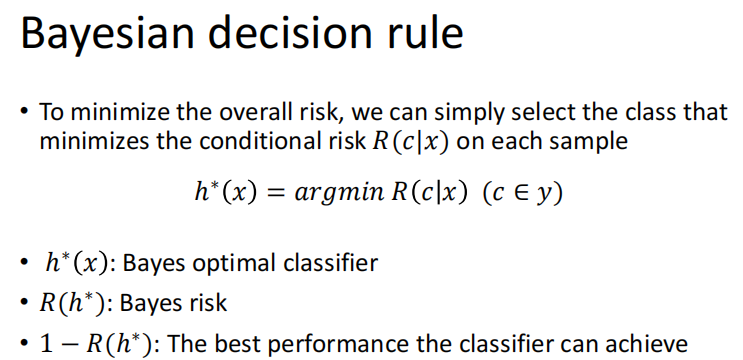 Bayesian decision rule
• To minimize the overall risk, we can simply select the class that
minimizes the conditional risk R(c|x) on each sample
h*(x) = argmin R(c|x) (c ∈ y)
• h*(x): Bayes optimal classifier
• R(h*): Bayes risk
• 1 − R(h*): The best performance the classifier can achieve